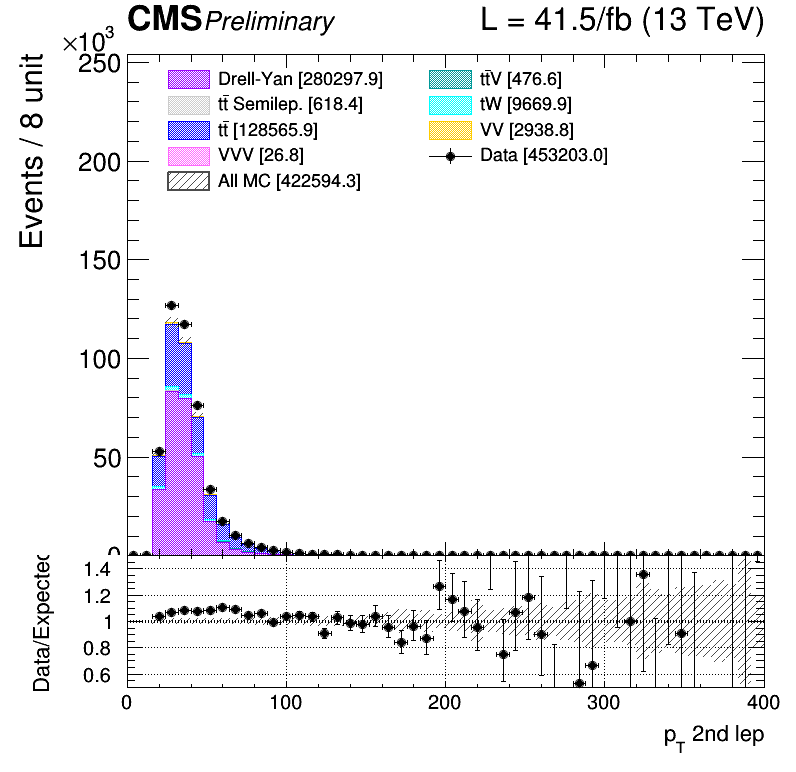 CMS Preliminary L = 41.5/fb (13 TeV)
×10³
Events / 8 unit
250
200
150
100
50
0
Drell-Yan [280297.9]
tt̄ Semilep. [618.4]
tt̄ [128565.9]
VVV [26.8]
All MC [422594.3]
tt̄V [476.6]
tW [9669.9]
VV [2938.8]
Data [453203.0]
Data/Expected
1.4
1.2
1
0.8
0.6
0 100 200 300 400
p_T 2nd lep